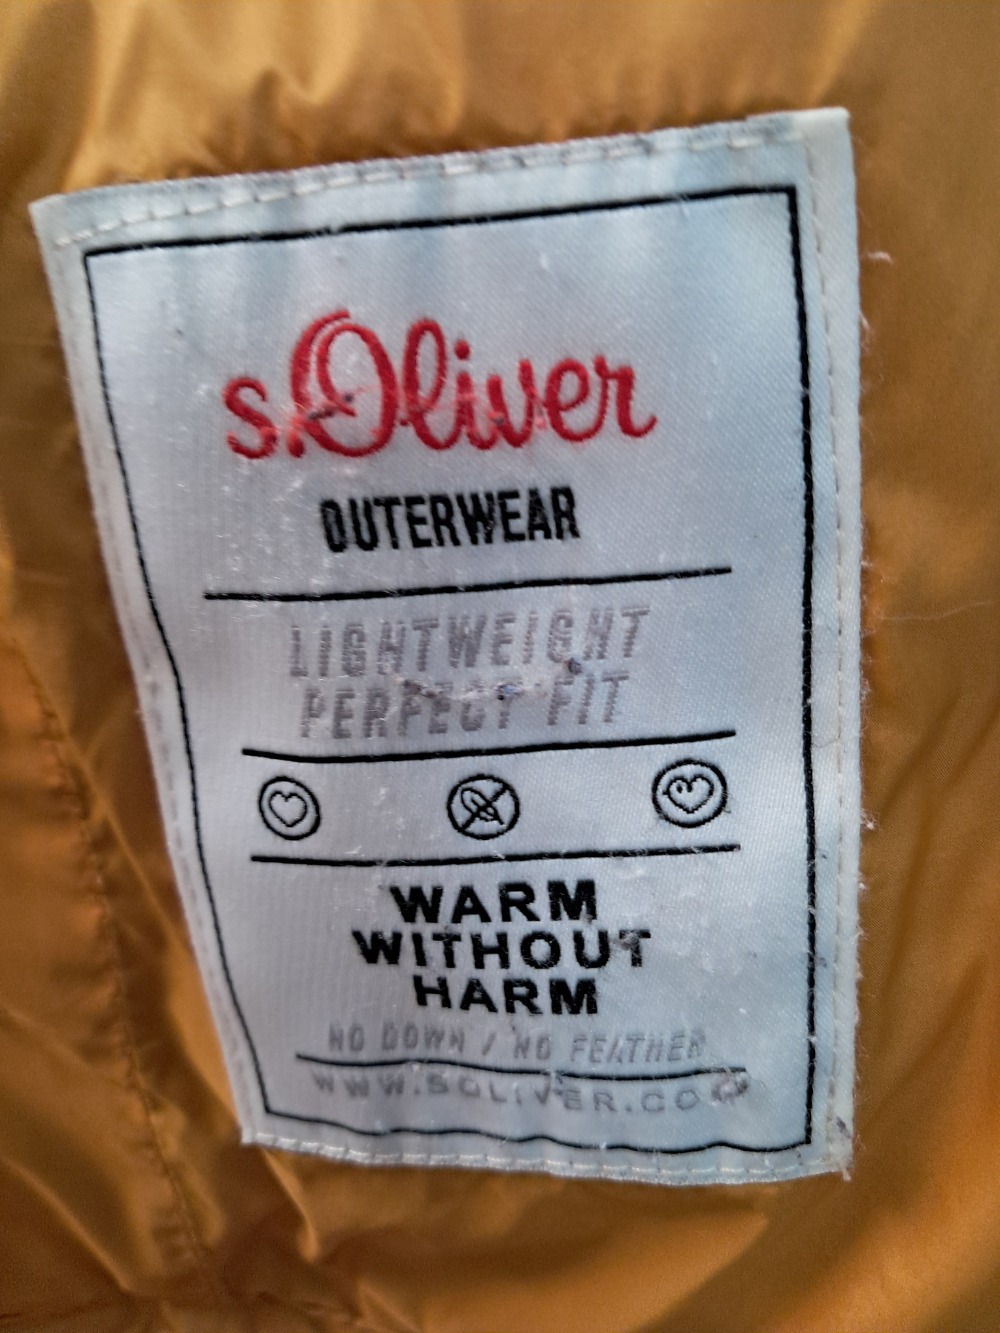 s.Oliver
OUTERWEAR
LIGHTWEIGHT
PERFECT FIT
WARM
WITHOUT
HARM
NO DOWN / NO FEATHER
WWW.SOLIVER.COM